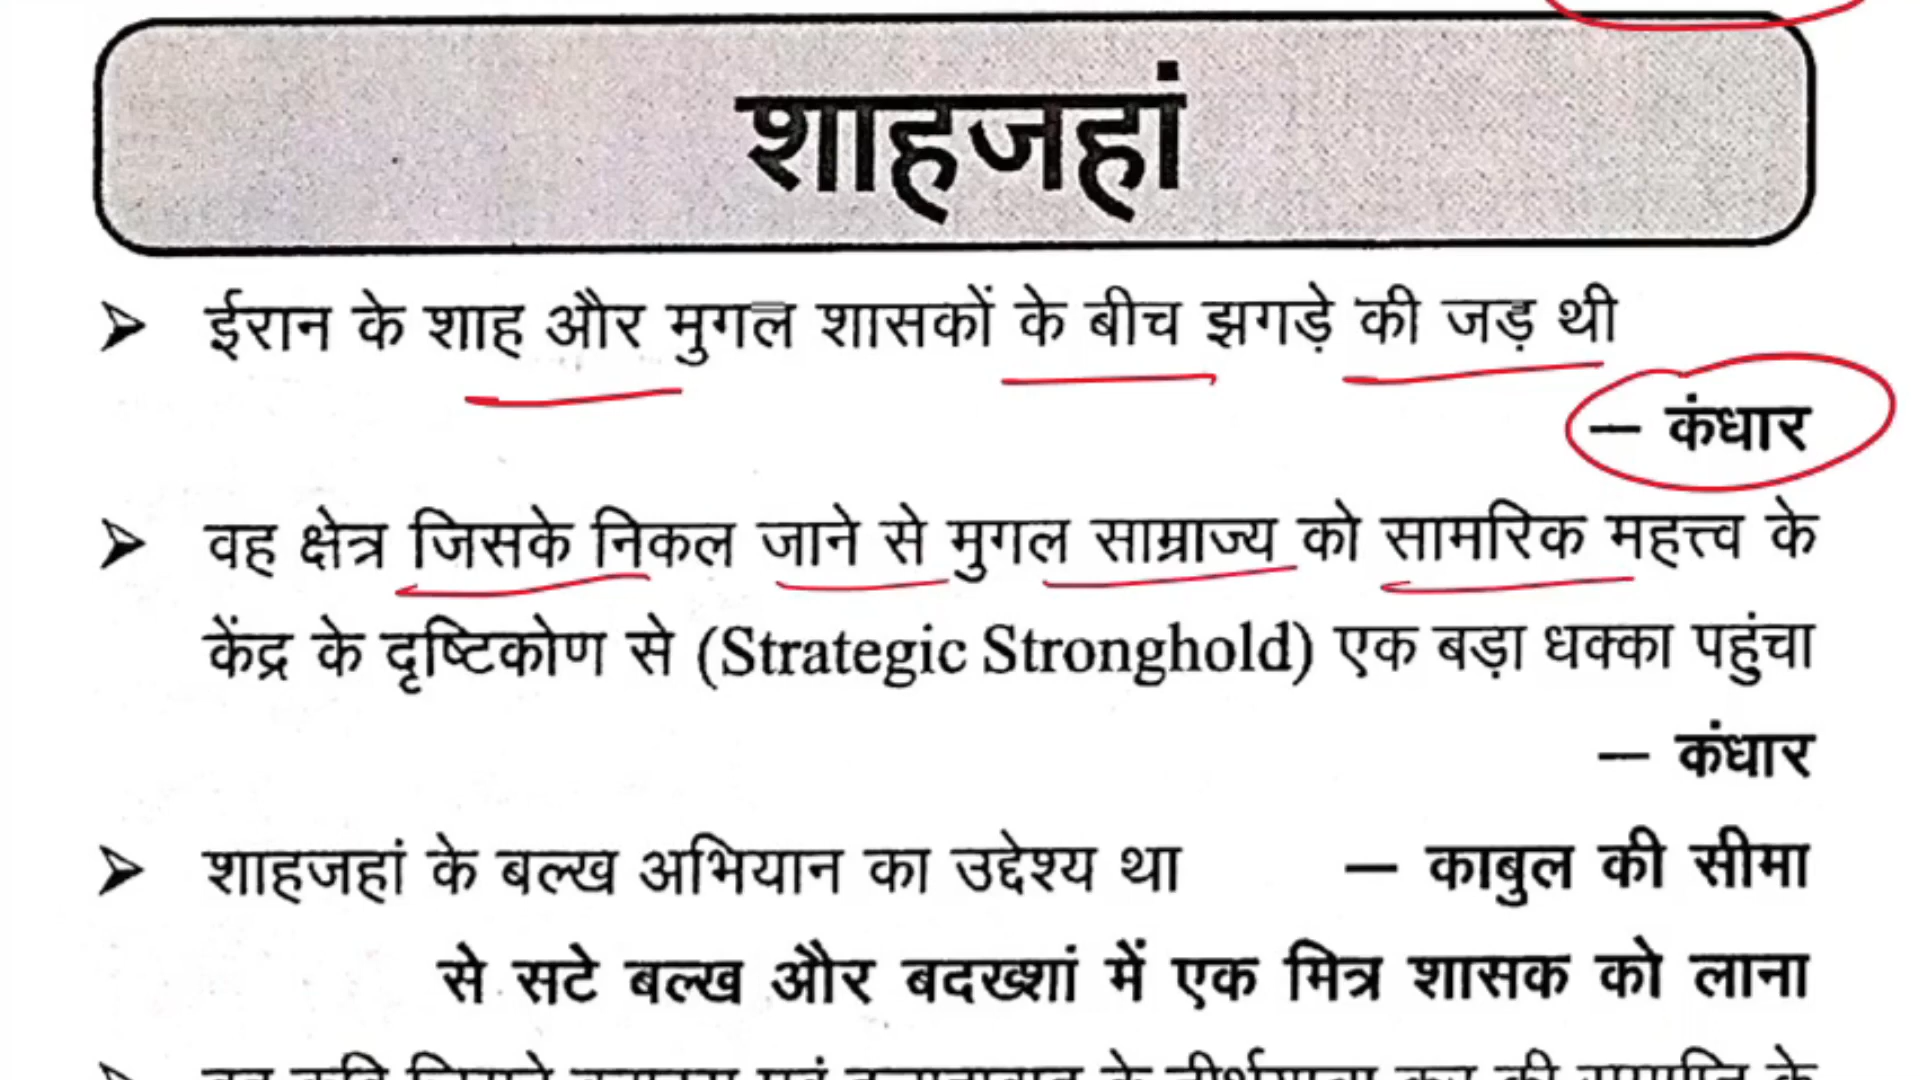 शाहजहां
➤ ईरान के शाह और मुगल शासकों के बीच झगड़े की जड़ थी
— कंधार
➤ वह क्षेत्र जिसके निकल जाने से मुगल साम्राज्य को सामरिक महत्त्व के
केंद्र के दृष्टिकोण से (Strategic Stronghold) एक बड़ा धक्का पहुंचा
— कंधार
➤ शाहजहां के बल्ख अभियान का उद्देश्य था — काबुल की सीमा
से सटे बल्ख और बदख्शां में एक मित्र शासक को लाना